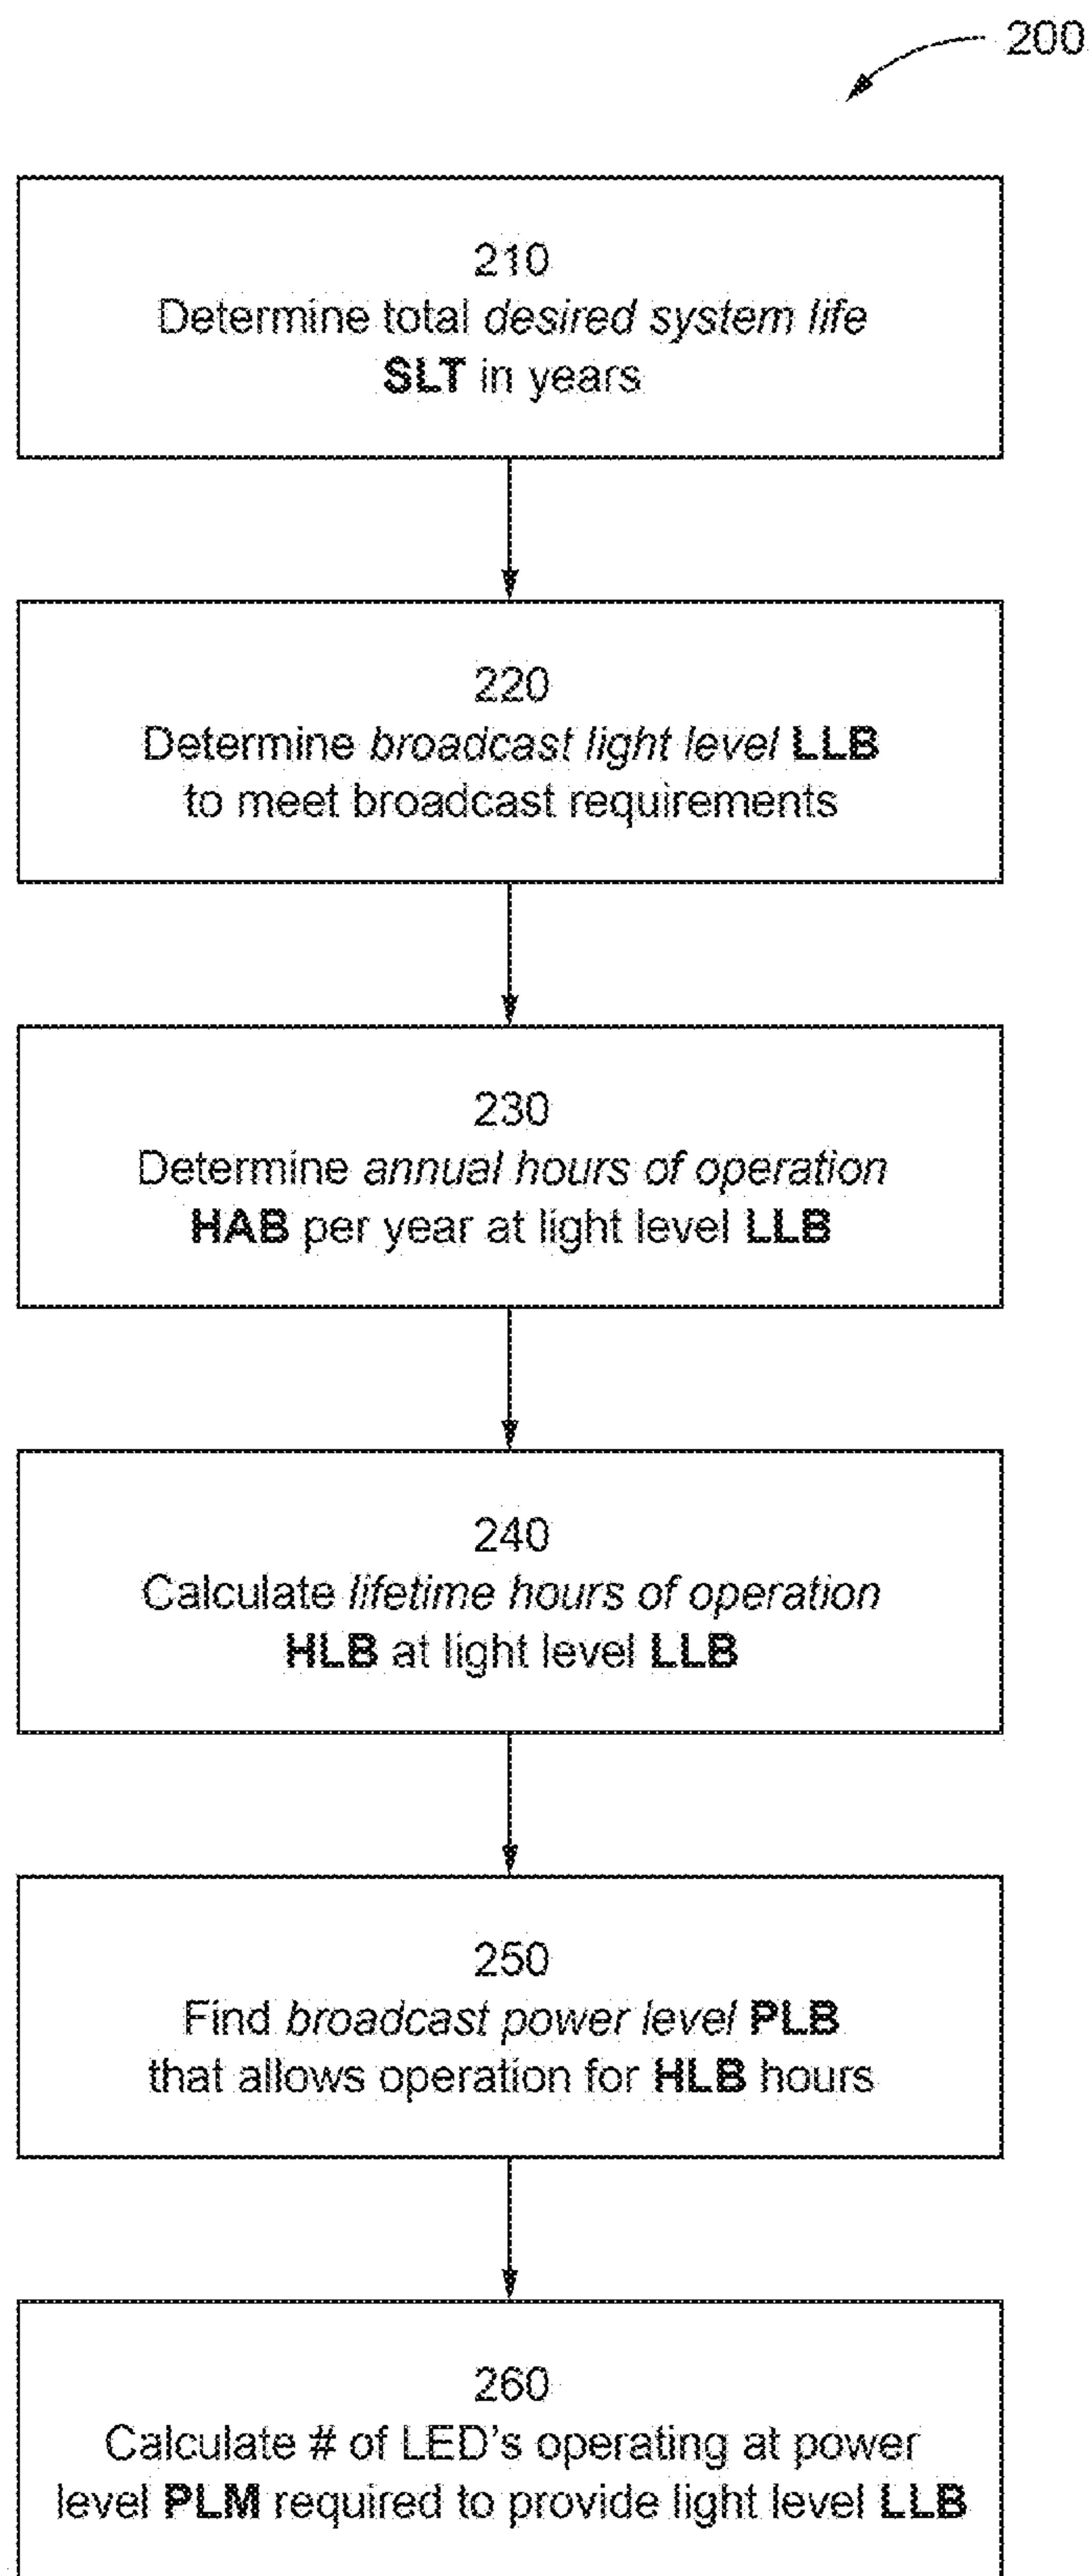 200
210
Determine total desired system life
SLT in years
220
Determine broadcast light level LLB
to meet broadcast requirements
230
Determine annual hours of operation
HAB per year at light level LLB
240
Calculate lifetime hours of operation
HLB at light level LLB
250
Find broadcast power level PLB
that allows operation for HLB hours
260
Calculate # of LED's operating at power
level PLM required to provide light level LLB